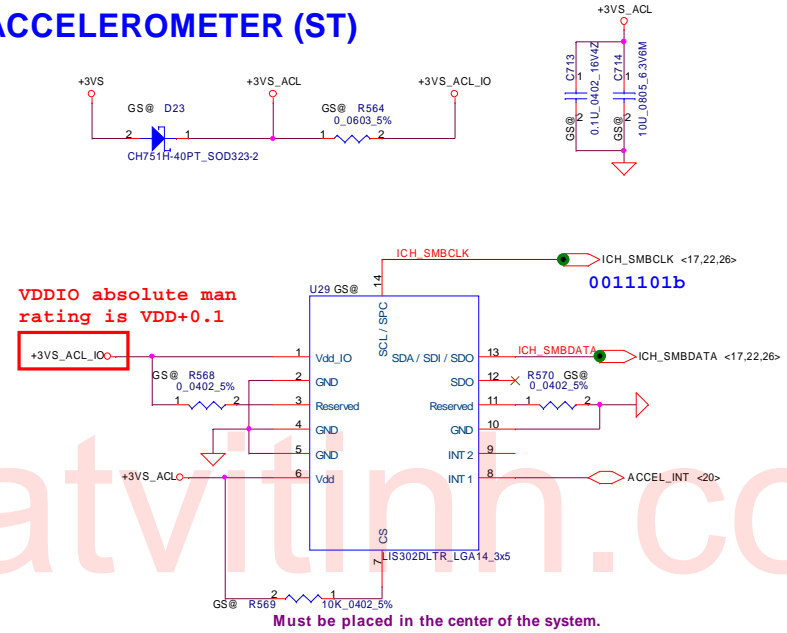 ACCELEROMETER (ST)
+3VS_ACL
+3VS
+3VS_ACL
+3VS_ACL_IO
GS@ D23
GS@ R564
0_0603_5%
2
1
1
2
CH751H-40PT_SOD323-2
C713
1
2
GS@
0.1U_0402_16V4Z
C714
1
2
GS@
10U_0805_6.3V6M
ICH_SMBCLK
ICH_SMBCLK <17,22,26>
0011101b
U29 GS@
14
SCL / SPC
VDDIO absolute man
rating is VDD+0.1
+3VS_ACL_IO
1
Vdd_IO
SDA / SDI / SDO
13
ICH_SMBDATA
ICH_SMBDATA <17,22,26>
GS@ R568
0_0402_5%
1
2
2
GND
SDO
12
R570 GS@
0_0402_5%
3
Reserved
Reserved
11
1
2
4
GND
GND
10
5
GND
INT 2
9
+3VS_ACL
6
Vdd
INT 1
8
ACCEL_INT <20>
CS
7
LIS302DLTR_LGA14_3x5
2
1
GS@ R569
10K_0402_5%
Must be placed in the center of the system.
atvitinh.co